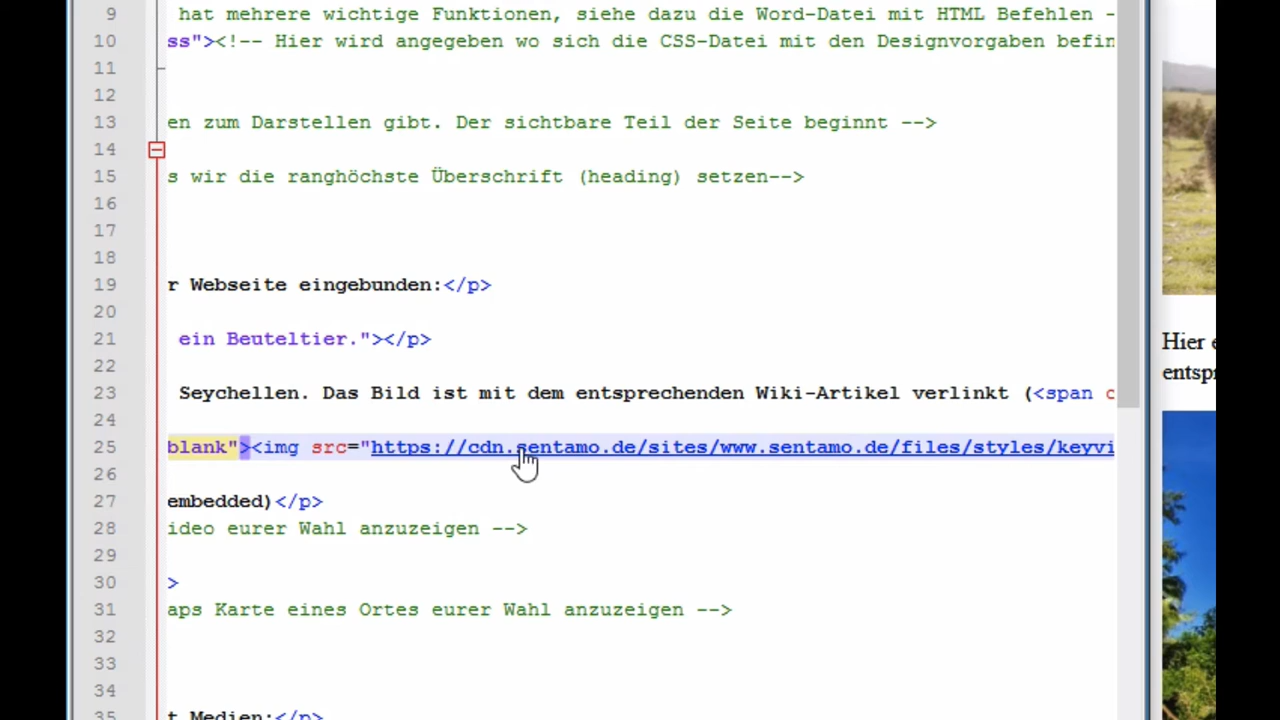 9 hat mehrere wichtige Funktionen, siehe dazu die Word-Datei mit HTML Befehlen -
10 ss"><!-- Hier wird angegeben wo sich die CSS-Datei mit den Designvorgaben befin
11
12
13 en zum Darstellen gibt. Der sichtbare Teil der Seite beginnt -->
14
15 s wir die ranghöchste Überschrift (heading) setzen-->
16
17
18
19 r Webseite eingebunden:</p>
20
21 ein Beuteltier."></p>
22
23 Seychellen. Das Bild ist mit dem entsprechenden Wiki-Artikel verlinkt (<span c
24
25 blank"><img src="https://cdn.sentamo.de/sites/www.sentamo.de/files/styles/keyvi
26
27 embedded)</p>
28 ideo eurer Wahl anzuzeigen -->
29
30 >
31 aps Karte eines Ortes eurer Wahl anzuzeigen -->
32
33
34
35 t Medien:</p>
Hier e
entsp